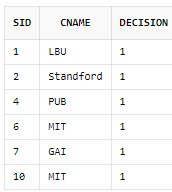 SID CNAME DECISION
1 LBU 1
2 Standford 1
4 PUB 1
6 MIT 1
7 GAI 1
10 MIT 1